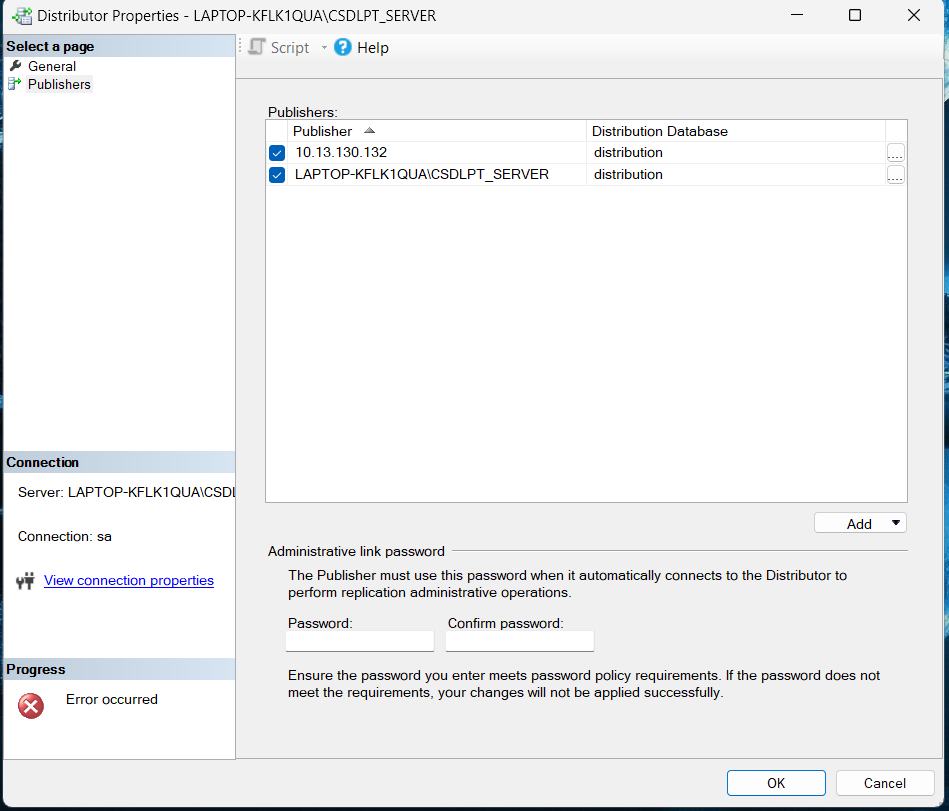 Distributor Properties - LAPTOP-KFLK1QUA\CSDLPT_SERVER
Select a page
General
Publishers
Script
Help
Publishers:
Publisher Distribution Database
10.13.130.132 distribution ...
LAPTOP-KFLK1QUA\CSDLPT_SERVER distribution ...
Add
Administrative link password
The Publisher must use this password when it automatically connects to the Distributor to
perform replication administrative operations.
Password: Confirm password:
Ensure the password you enter meets password policy requirements. If the password does not
meet the requirements, your changes will not be applied successfully.
Connection
Server: LAPTOP-KFLK1QUA\CSDL
Connection: sa
View connection properties
Progress
Error occurred
OK Cancel